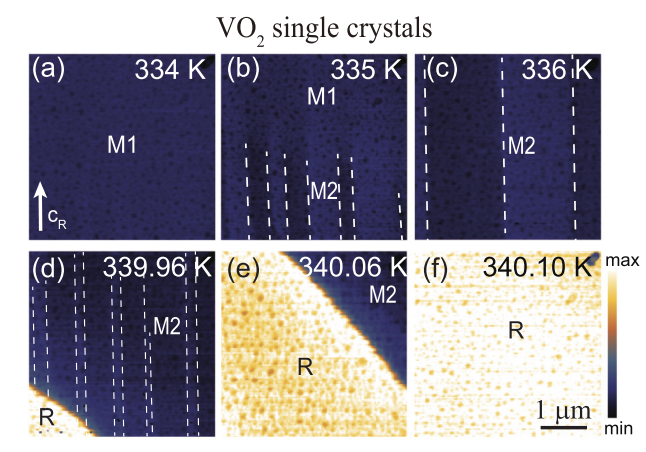 VO₂ single crystals
(a) 334 K
M1
c_R
(b) 335 K
M1
M2
(c) 336 K
M2
(d) 339.96 K
M2
R
(e) 340.06 K
M2
R
(f) 340.10 K
R
1 μm
max
min